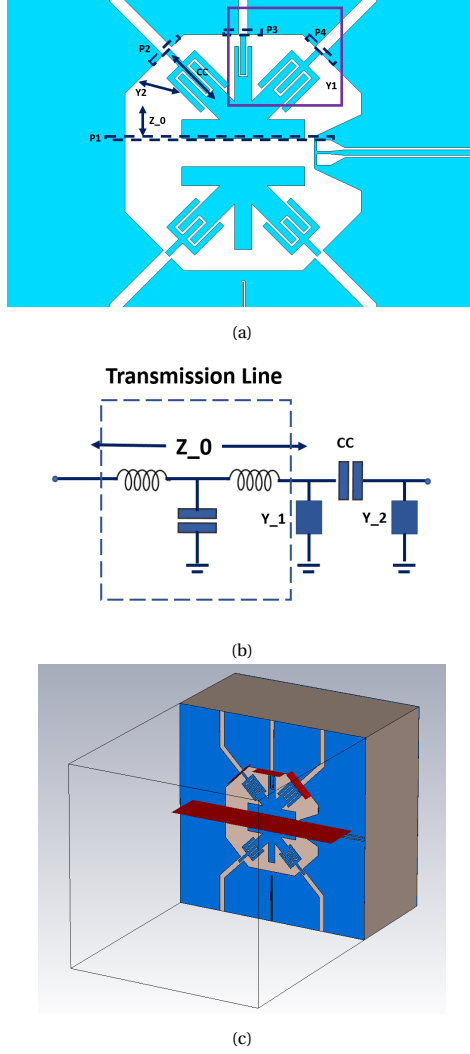 P3
P2
P4
CC
Y1
Y2
Z_0
P1
(a)
Transmission Line
Z_0
CC
Y_1
Y_2
(b)
(c)